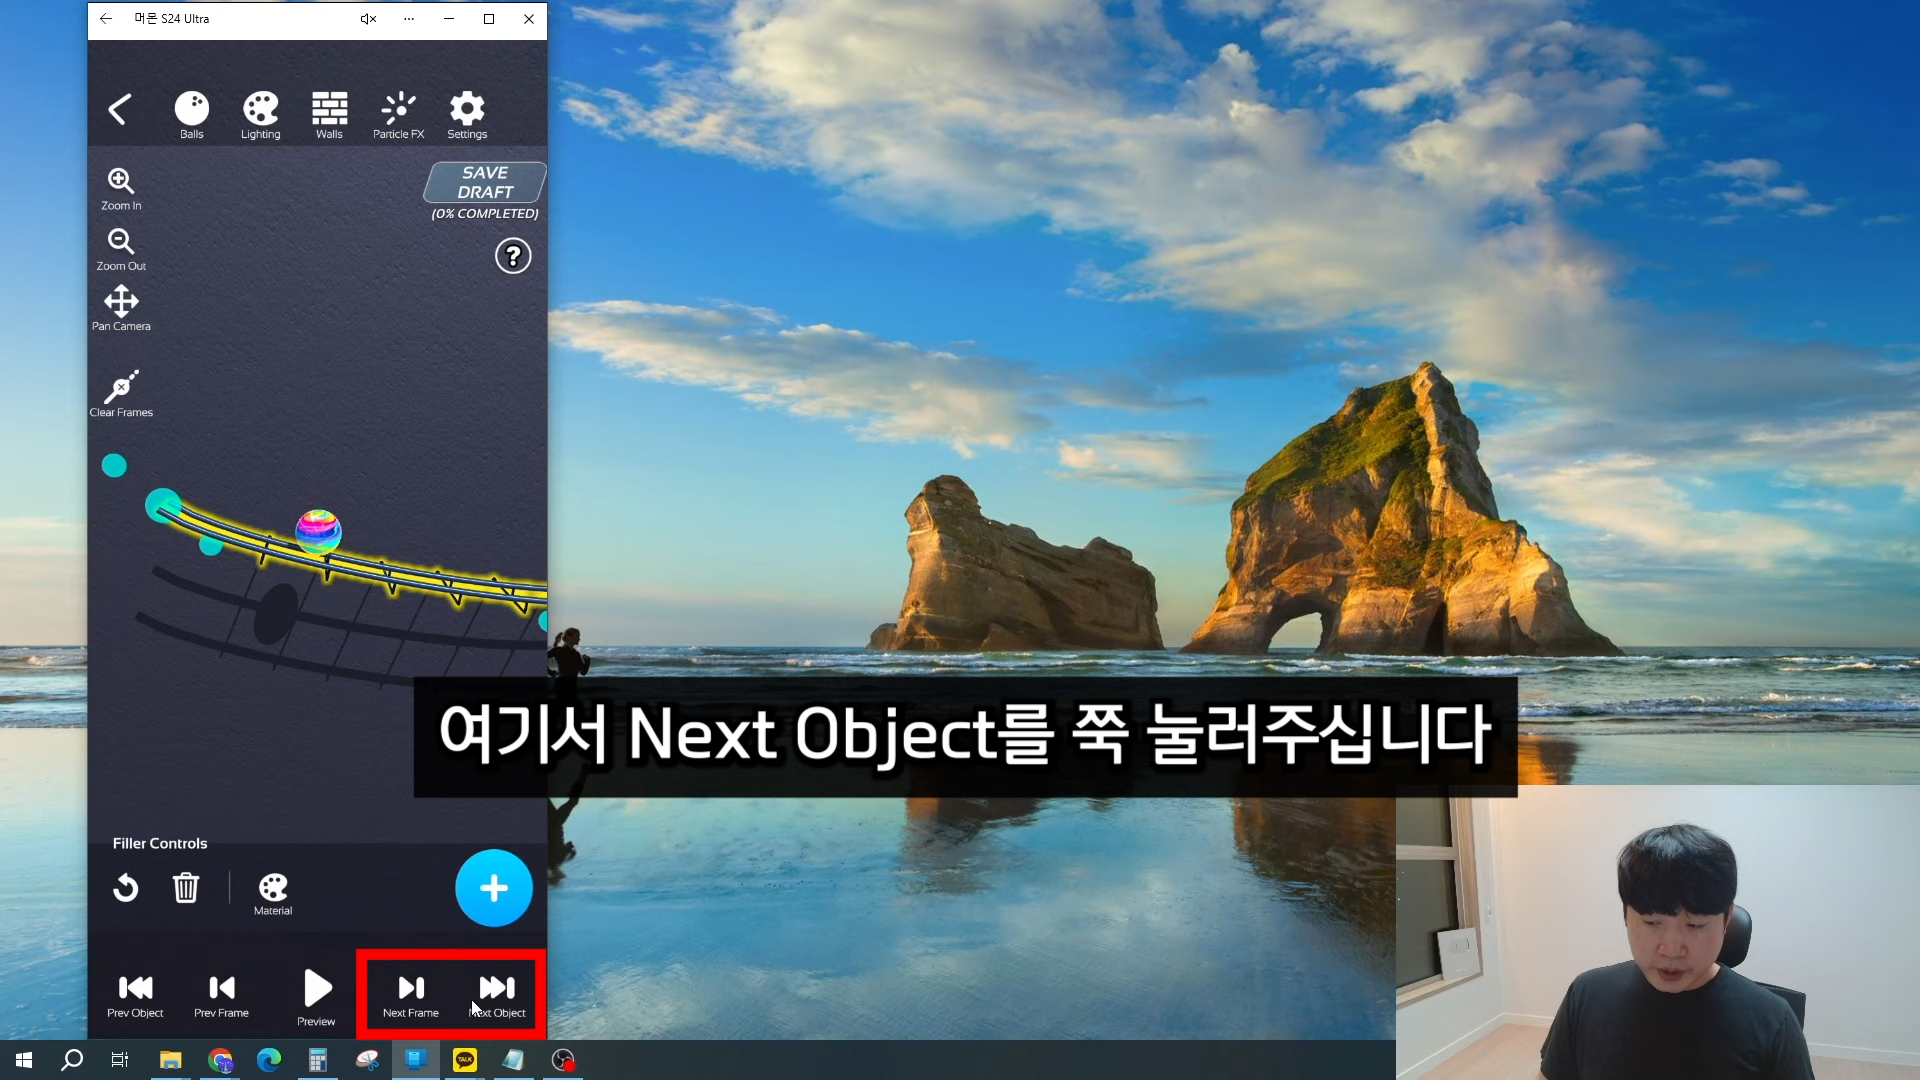 머온 S24 Ultra
Balls
Lighting
Walls
Particle FX
Settings
Zoom In
SAVE
DRAFT
(0% COMPLETED)
Zoom Out
?
Pan Camera
Clear Frames
여기서 Next Object를 쭉 눌러주십니다
Filler Controls
Material
Prev Object
Prev Frame
Preview
Next Frame
Next Object
TALK